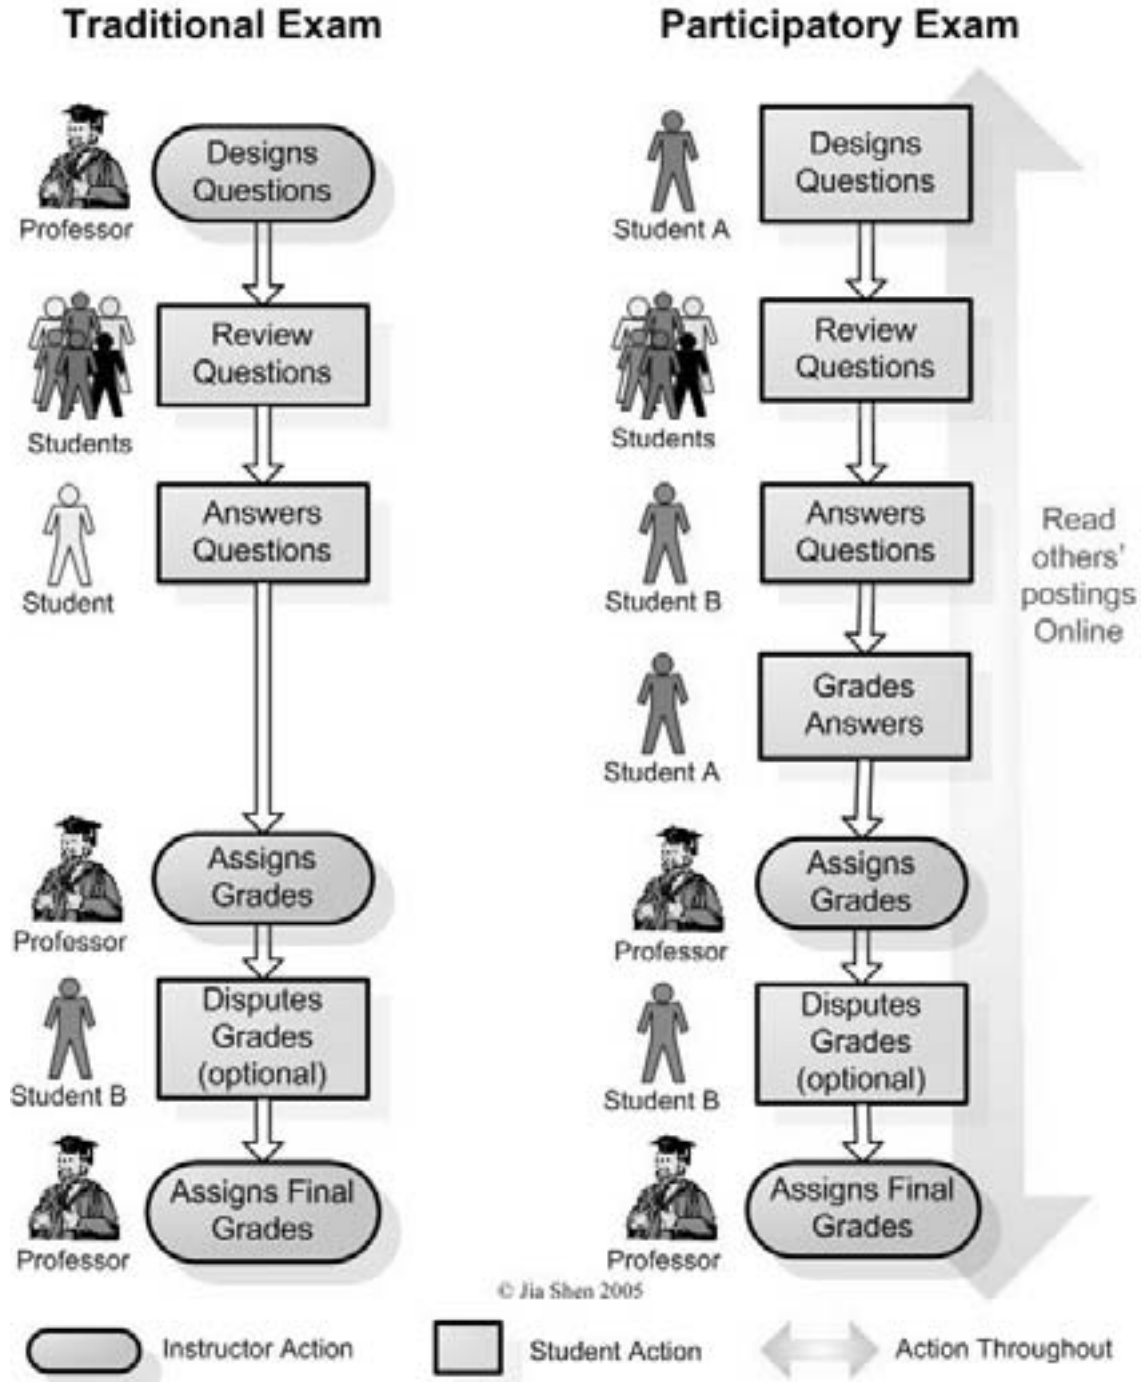 Traditional Exam
Designs
Questions
Professor
Review
Questions
Students
Answers
Questions
Student
Assigns
Grades
Professor
Disputes
Grades
(optional)
Student B
Assigns Final
Grades
Professor
Participatory Exam
Designs
Questions
Student A
Review
Questions
Students
Answers
Questions
Student B
Grades
Answers
Student A
Assigns
Grades
Professor
Disputes
Grades
(optional)
Student B
Assigns Final
Grades
Professor
Read
others'
postings
Online
© Jia Shen 2005
Instructor Action
Student Action
Action Throughout